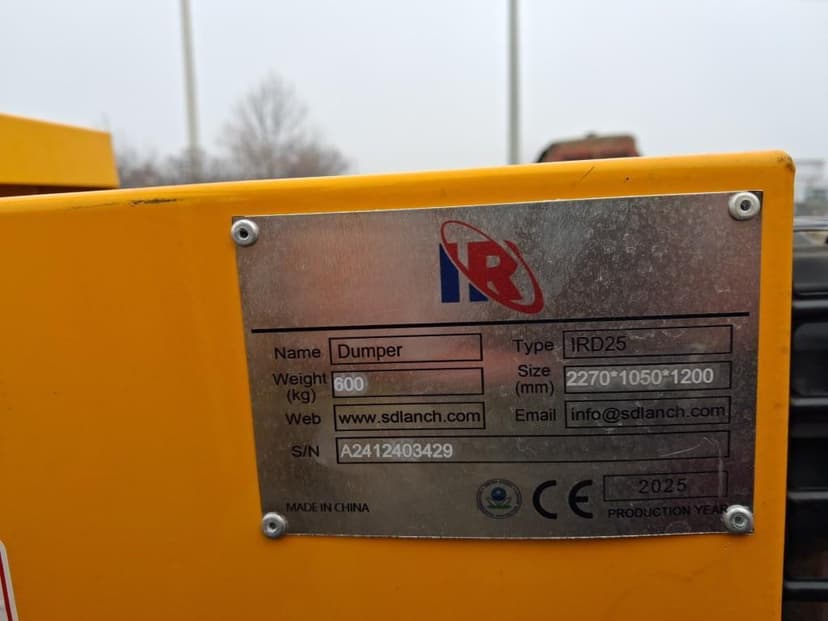 IR
Name Dumper Type IRD25
Weight (kg) 600 Size (mm) 2270*1050*1200
Web www.sdlanch.com Email info@sdlanch.com
S/N A2412403429
MADE IN CHINA CE 2025
PRODUCTION YEAR